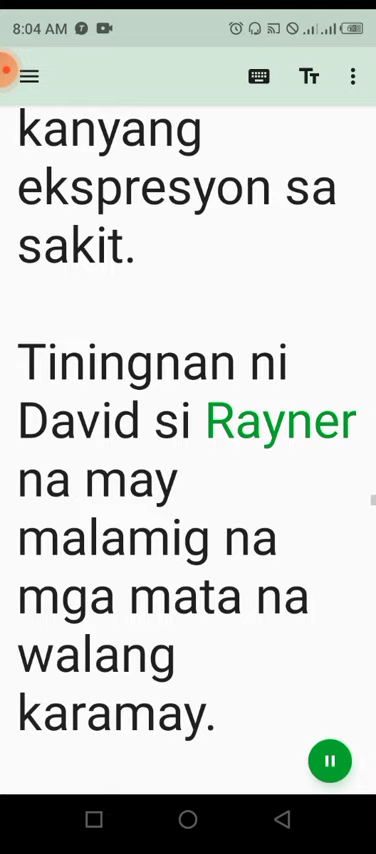 8:04 AM
kanyang
ekspresyon sa
sakit.
Tiningnan ni
David si Rayner
na may
malamig na
mga mata na
walang
karamay.